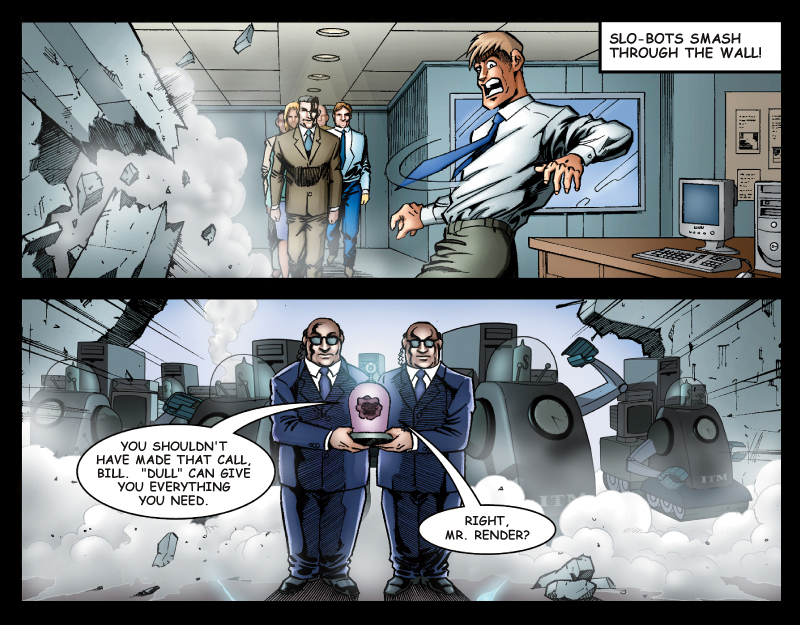 SLO-BOTS SMASH
THROUGH THE WALL!
YOU SHOULDN'T
HAVE MADE THAT CALL,
BILL. "DULL" CAN GIVE
YOU EVERYTHING
YOU NEED.
RIGHT,
MR. RENDER?
ITM
ITM